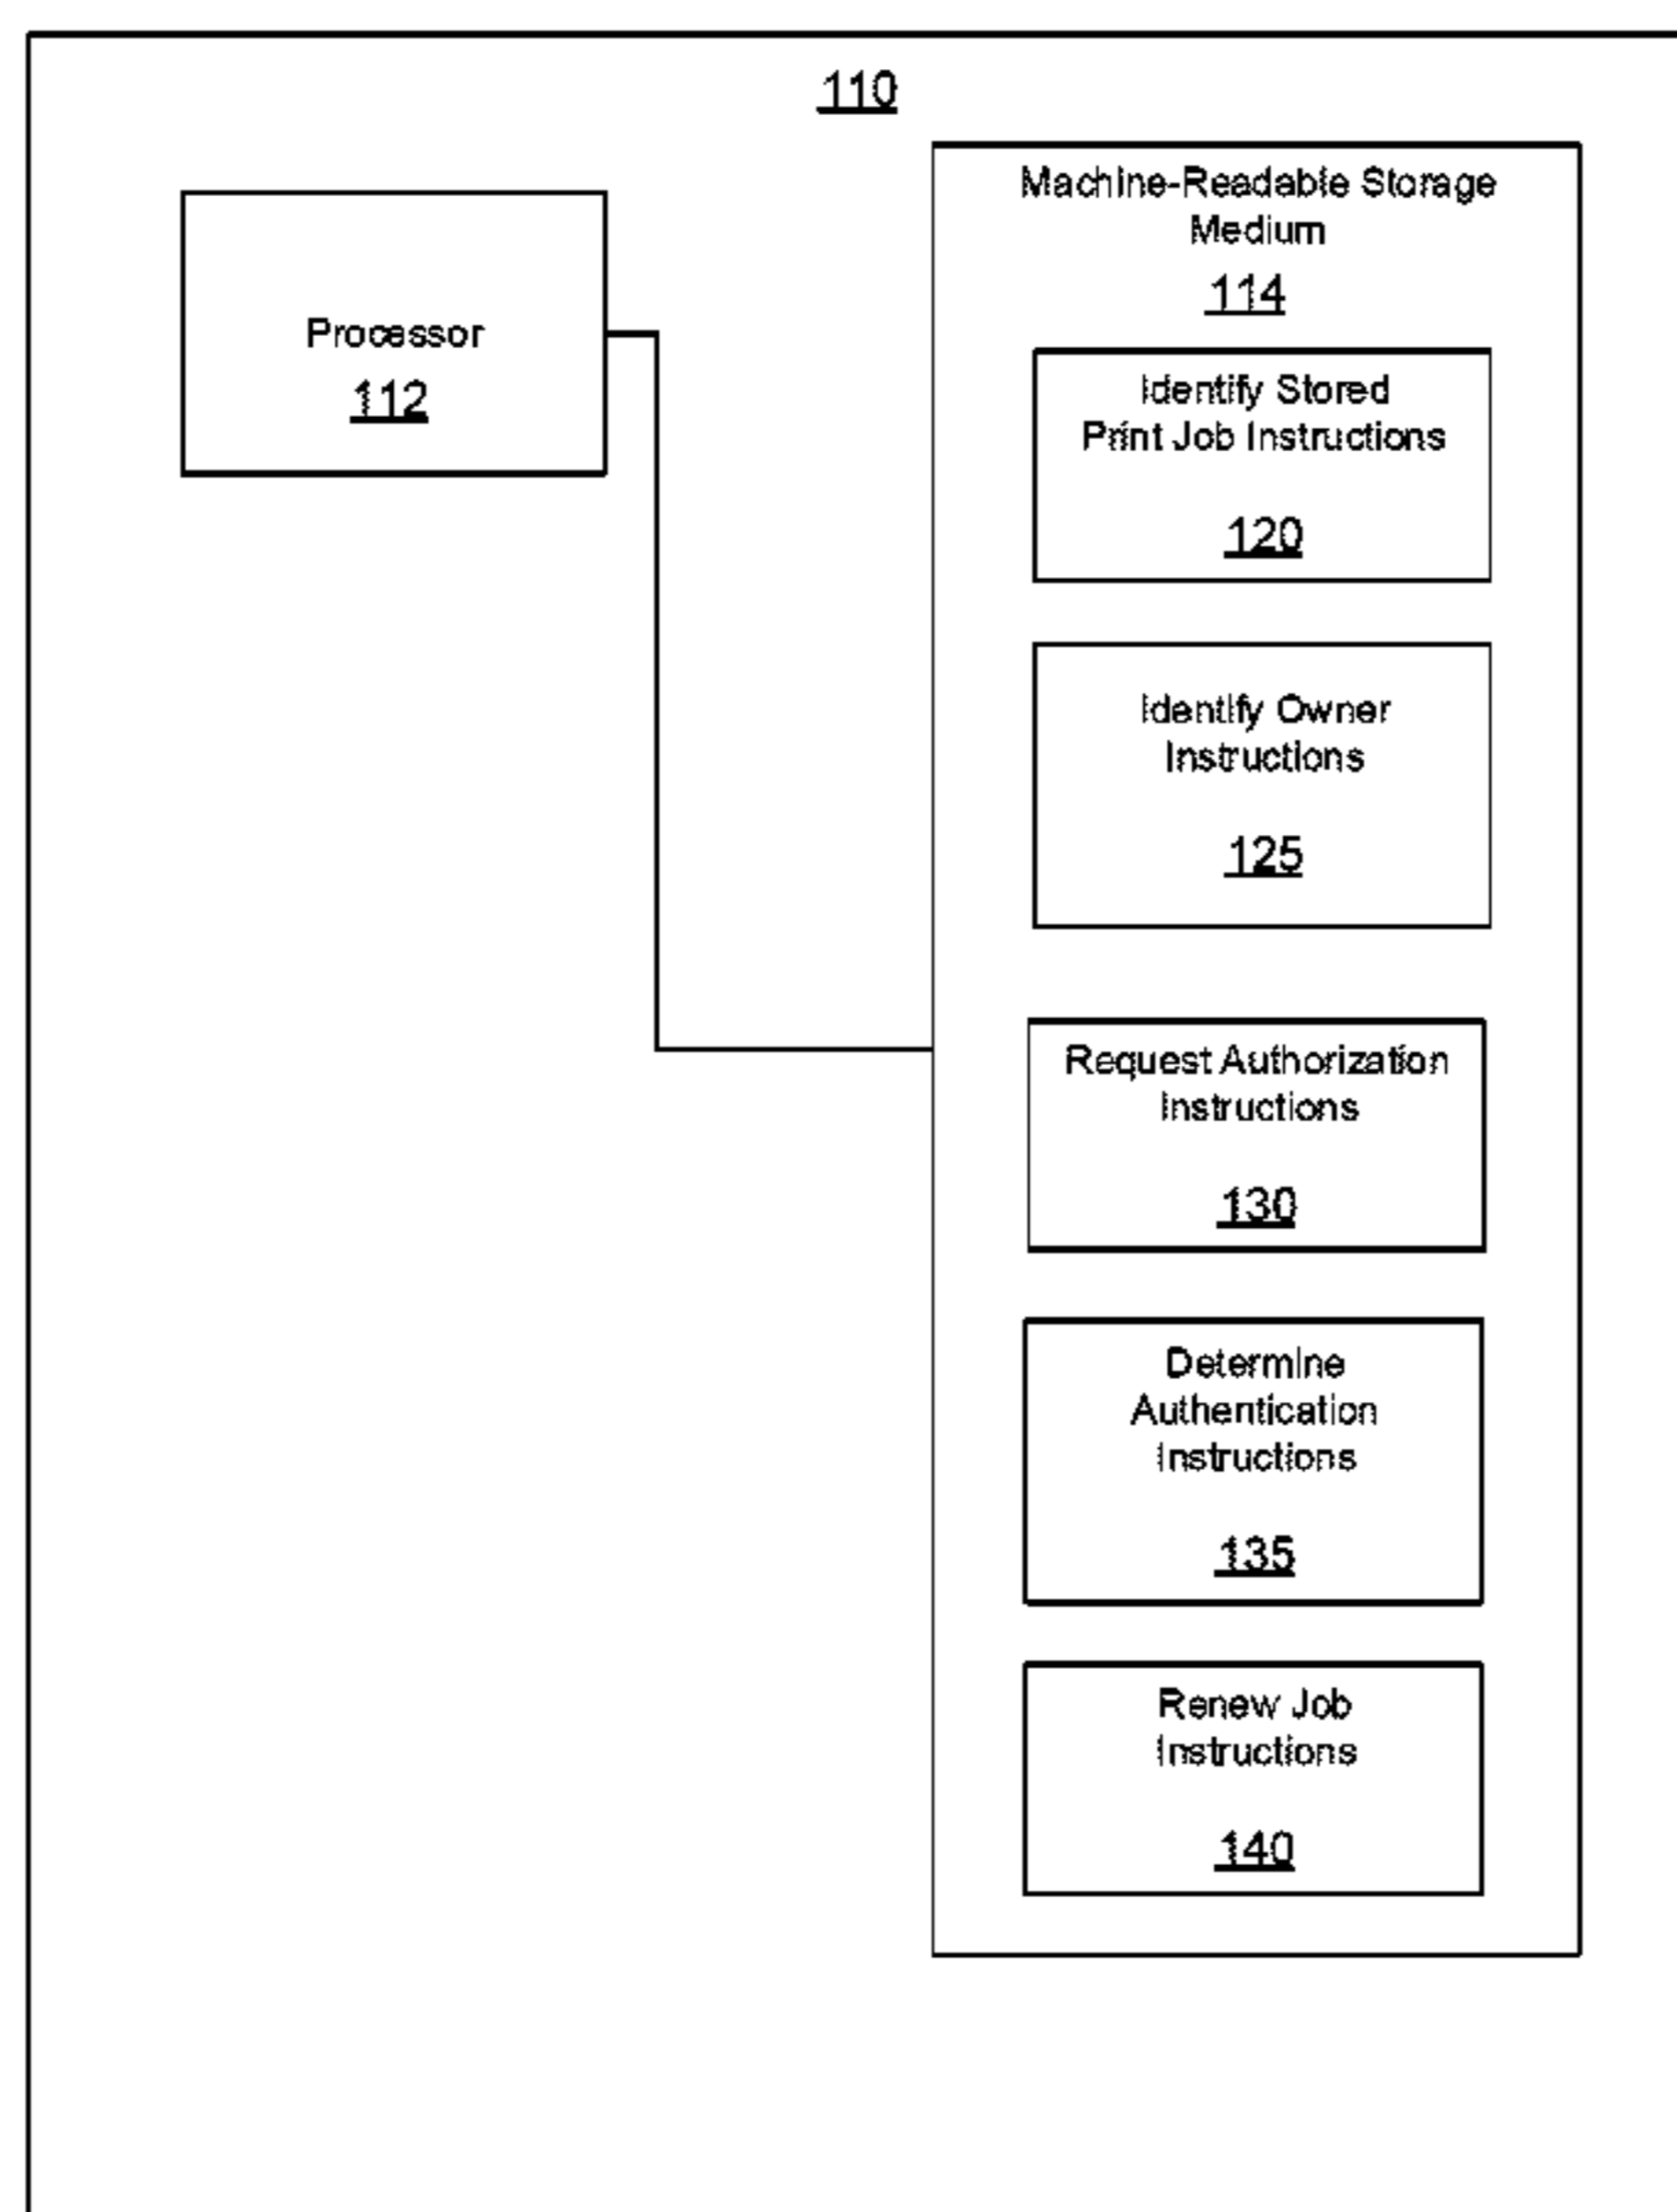 110
Processor
112
Machine-Readable Storage
Medium
114
Identify Stored
Print Job Instructions
120
Identify Owner
Instructions
125
Request Authorization
Instructions
130
Determine
Authentication
Instructions
135
Renew Job
Instructions
140